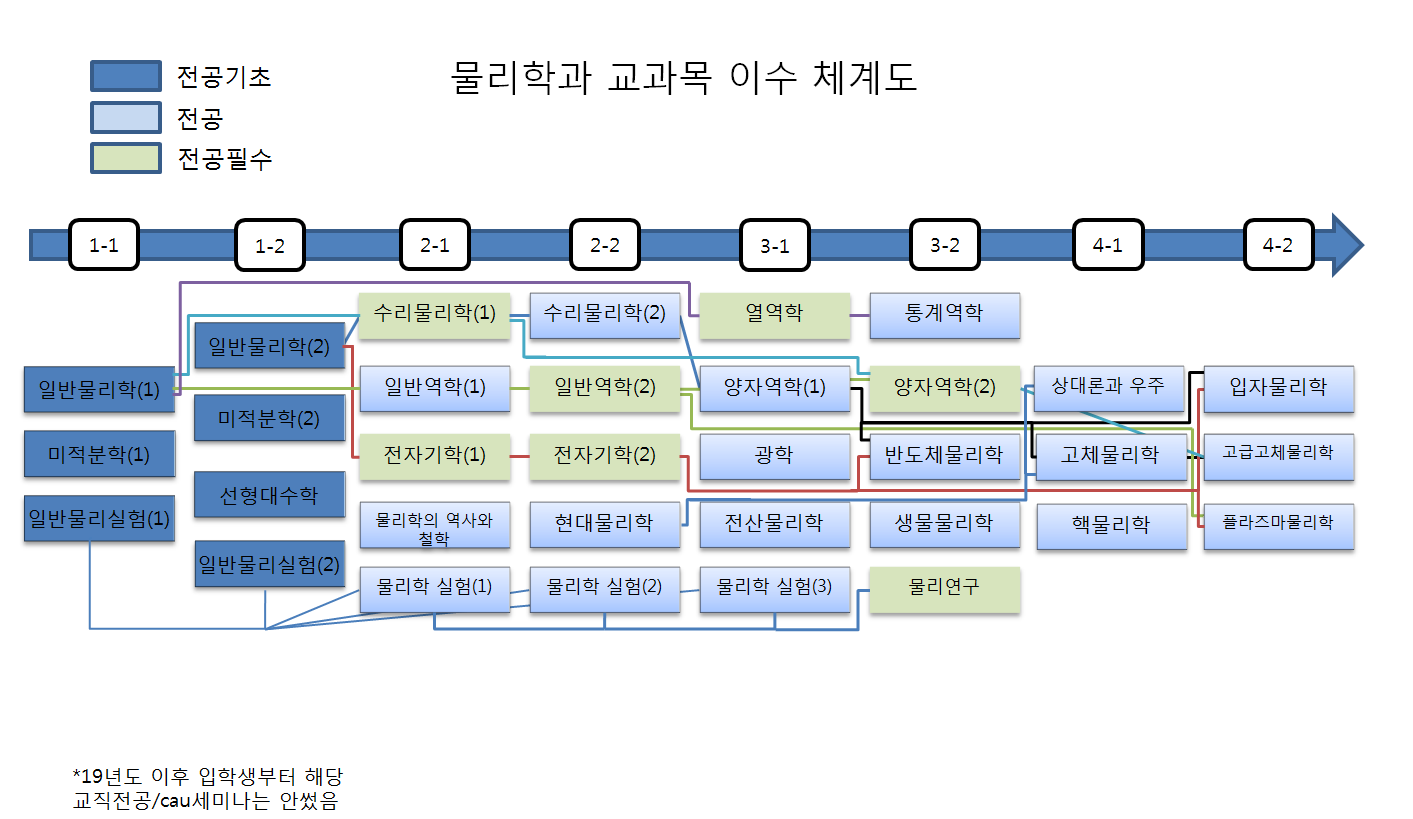 물리학과 교과목 이수 체계도
전공기초
전공
전공필수
1-1
1-2
2-1
2-2
3-1
3-2
4-1
4-2
일반물리학(1)
미적분학(1)
일반물리실험(1)
일반물리학(2)
미적분학(2)
선형대수학
일반물리실험(2)
수리물리학(1)
일반역학(1)
전자기학(1)
물리학의 역사와
철학
물리학 실험(1)
수리물리학(2)
일반역학(2)
전자기학(2)
현대물리학
물리학 실험(2)
열역학
양자역학(1)
광학
전산물리학
물리학 실험(3)
통계역학
양자역학(2)
반도체물리학
생물물리학
물리연구
상대론과 우주
고체물리학
핵물리학
입자물리학
고급고체물리학
플라즈마물리학
*19년도 이후 입학생부터 해당
교직전공/cau세미나는 안썼음